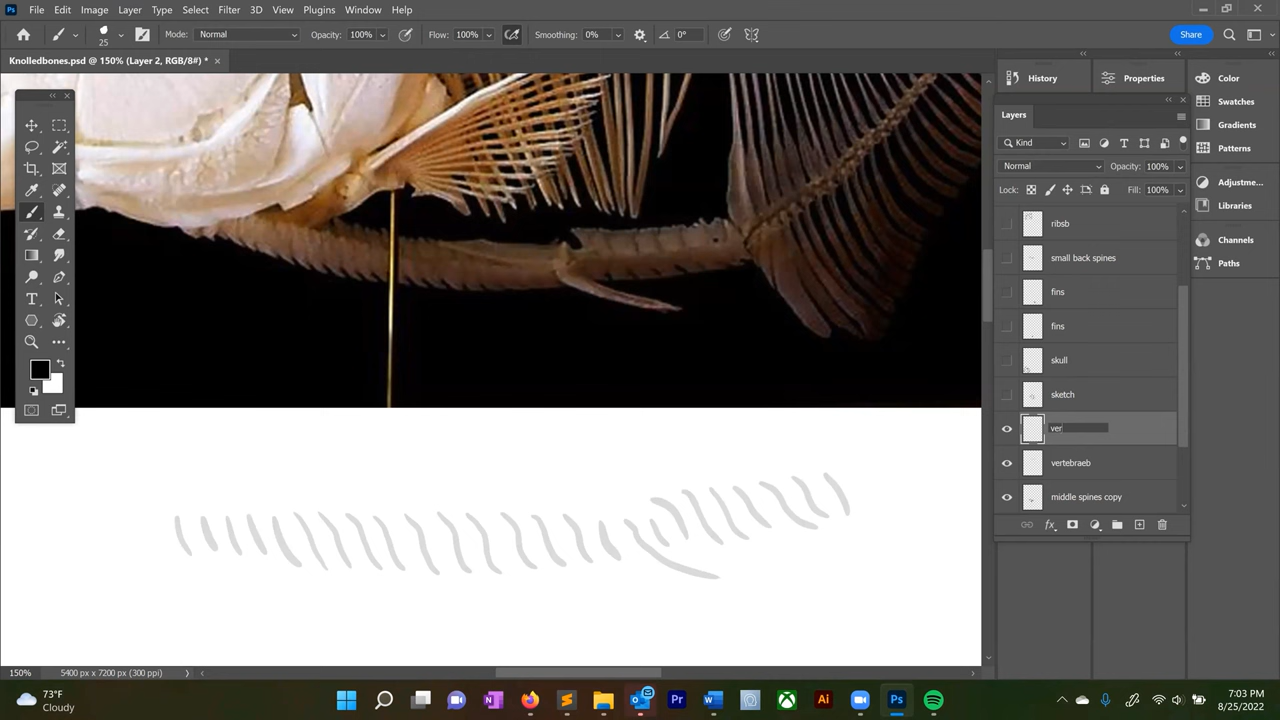 Ps File Edit Image Layer Type Select Filter 3D View Plugins Window Help
25 Mode: Normal Opacity: 100% Flow: 100% Smoothing: 0% 0° Share
Knolledbones.psd @ 150% (Layer 2, RGB/8#) *
History Properties Color
Swatches
Layers
Gradients
Kind
Patterns
Normal Opacity: 100%
Lock: Fill: 100%
Adjustme...
Libraries
ribsb
Channels
small back spines
Paths
fins
fins
skull
sketch
ver
vertebraeb
middle spines copy
150% 5400 px x 7200 px (300 ppi)
73°F
Cloudy
Pr
Ai
Ps
7:03 PM
8/25/2022